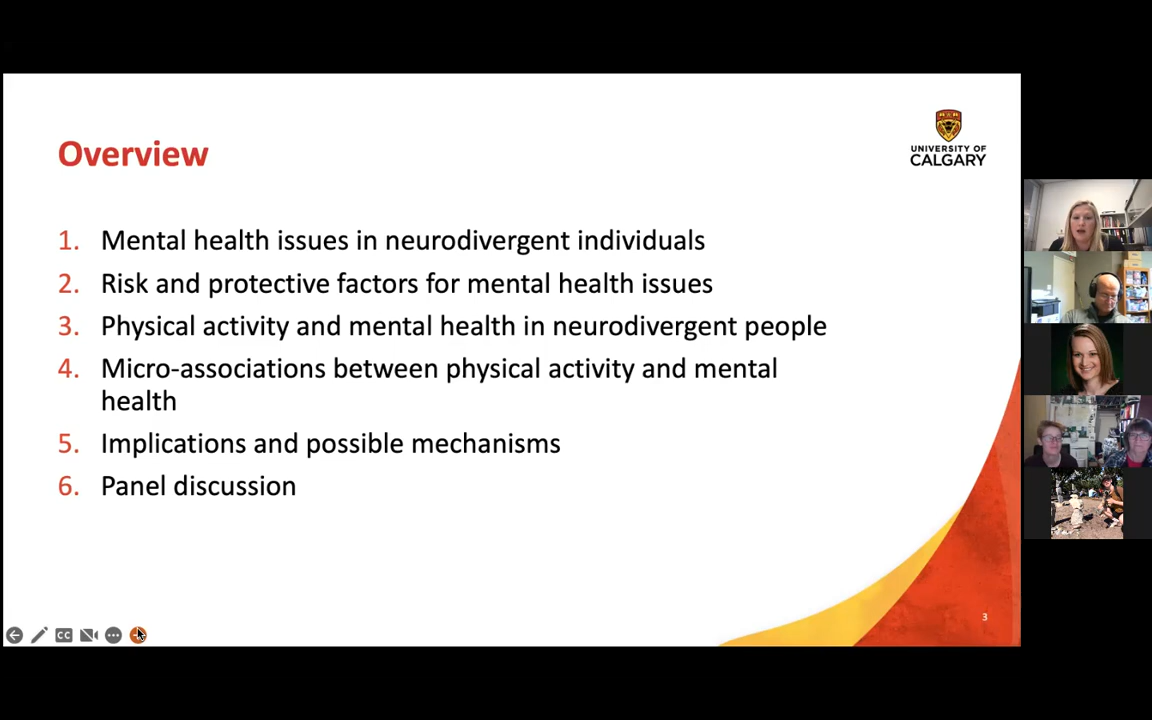 Overview
UNIVERSITY OF
CALGARY
1. Mental health issues in neurodivergent individuals
2. Risk and protective factors for mental health issues
3. Physical activity and mental health in neurodivergent people
4. Micro-associations between physical activity and mental
health
5. Implications and possible mechanisms
6. Panel discussion
3
CC